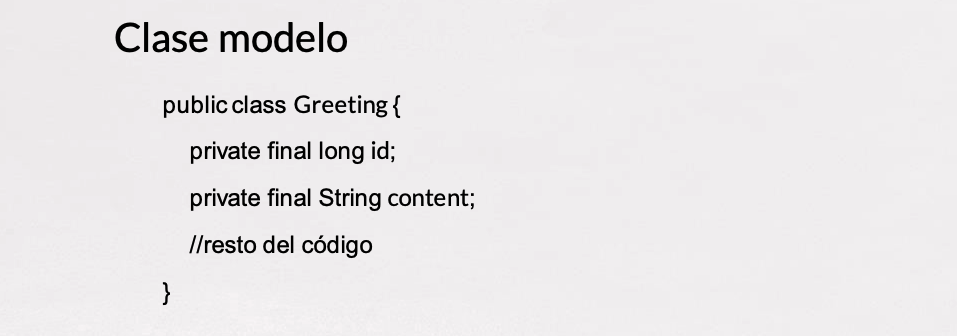 Clase modelo
public class Greeting {
private final long id;
private final String content;
//resto del código
}